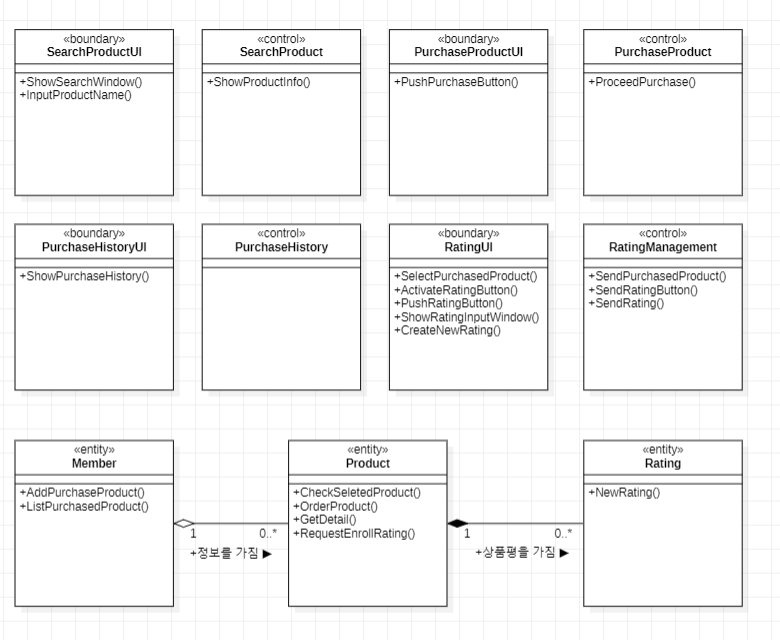 «boundary»
SearchProductUI
+ShowSearchWindow()
+InputProductName()
«control»
SearchProduct
+ShowProductInfo()
«boundary»
PurchaseProductUI
+PushPurchaseButton()
«control»
PurchaseProduct
+ProceedPurchase()
«boundary»
PurchaseHistoryUI
+ShowPurchaseHistory()
«control»
PurchaseHistory
«boundary»
RatingUI
+SelectPurchasedProduct()
+ActivateRatingButton()
+PushRatingButton()
+ShowRatingInputWindow()
+CreateNewRating()
«control»
RatingManagement
+SendPurchasedProduct()
+SendRatingButton()
+SendRating()
«entity»
Member
+AddPurchaseProduct()
+ListPurchasedProduct()
1
0..*
+정보를 가짐 ▶
«entity»
Product
+CheckSeletedProduct()
+OrderProduct()
+GetDetail()
+RequestEnrollRating()
1
0..*
+상품평을 가짐 ▶
«entity»
Rating
+NewRating()